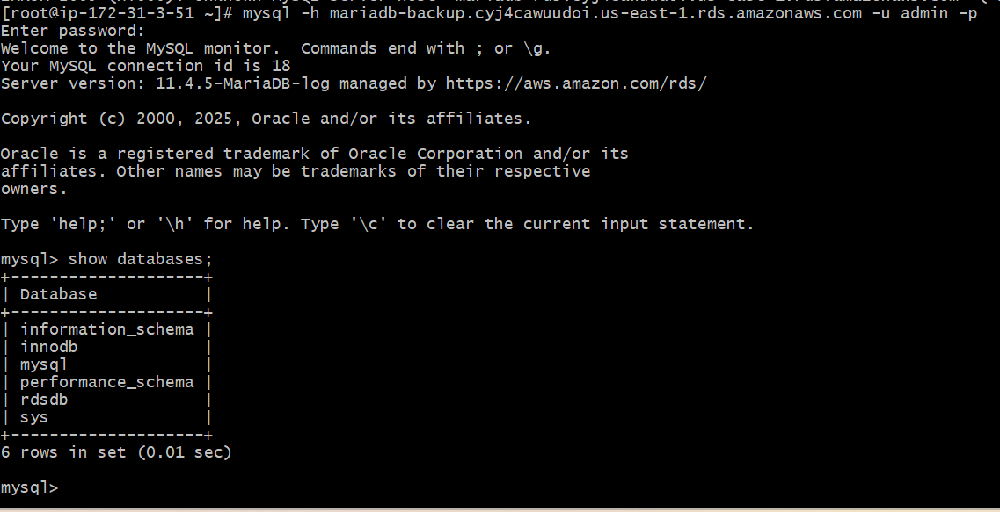 [root@ip-172-31-3-51 ~]# mysql -h mariadb-backup.cyj4cawuudoi.us-east-1.rds.amazonaws.com -u admin -p
Enter password:
Welcome to the MySQL monitor.  Commands end with ; or \g.
Your MySQL connection id is 18
Server version: 11.4.5-MariaDB-log managed by https://aws.amazon.com/rds/
Copyright (c) 2000, 2025, Oracle and/or its affiliates.
Oracle is a registered trademark of Oracle Corporation and/or its
affiliates. Other names may be trademarks of their respective
owners.
Type 'help;' or '\h' for help. Type '\c' to clear the current input statement.
mysql> show databases;
+--------------------+
| Database           |
+--------------------+
| information_schema |
| innodb             |
| mysql              |
| performance_schema |
| rdsdb              |
| sys                |
+--------------------+
6 rows in set (0.01 sec)
mysql>